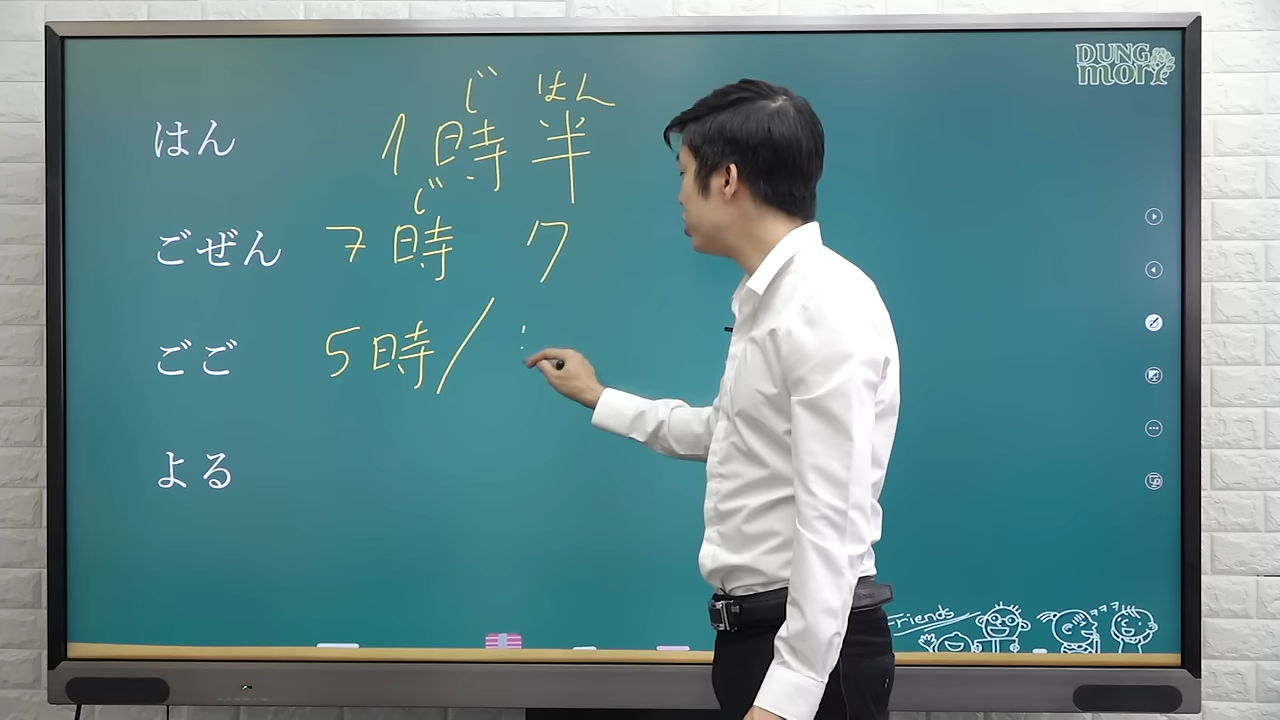 DUNG
mori
じ はん
はん 1時半
じ
ごぜん 7時 7
ごご 5時/
よる
Friends
???